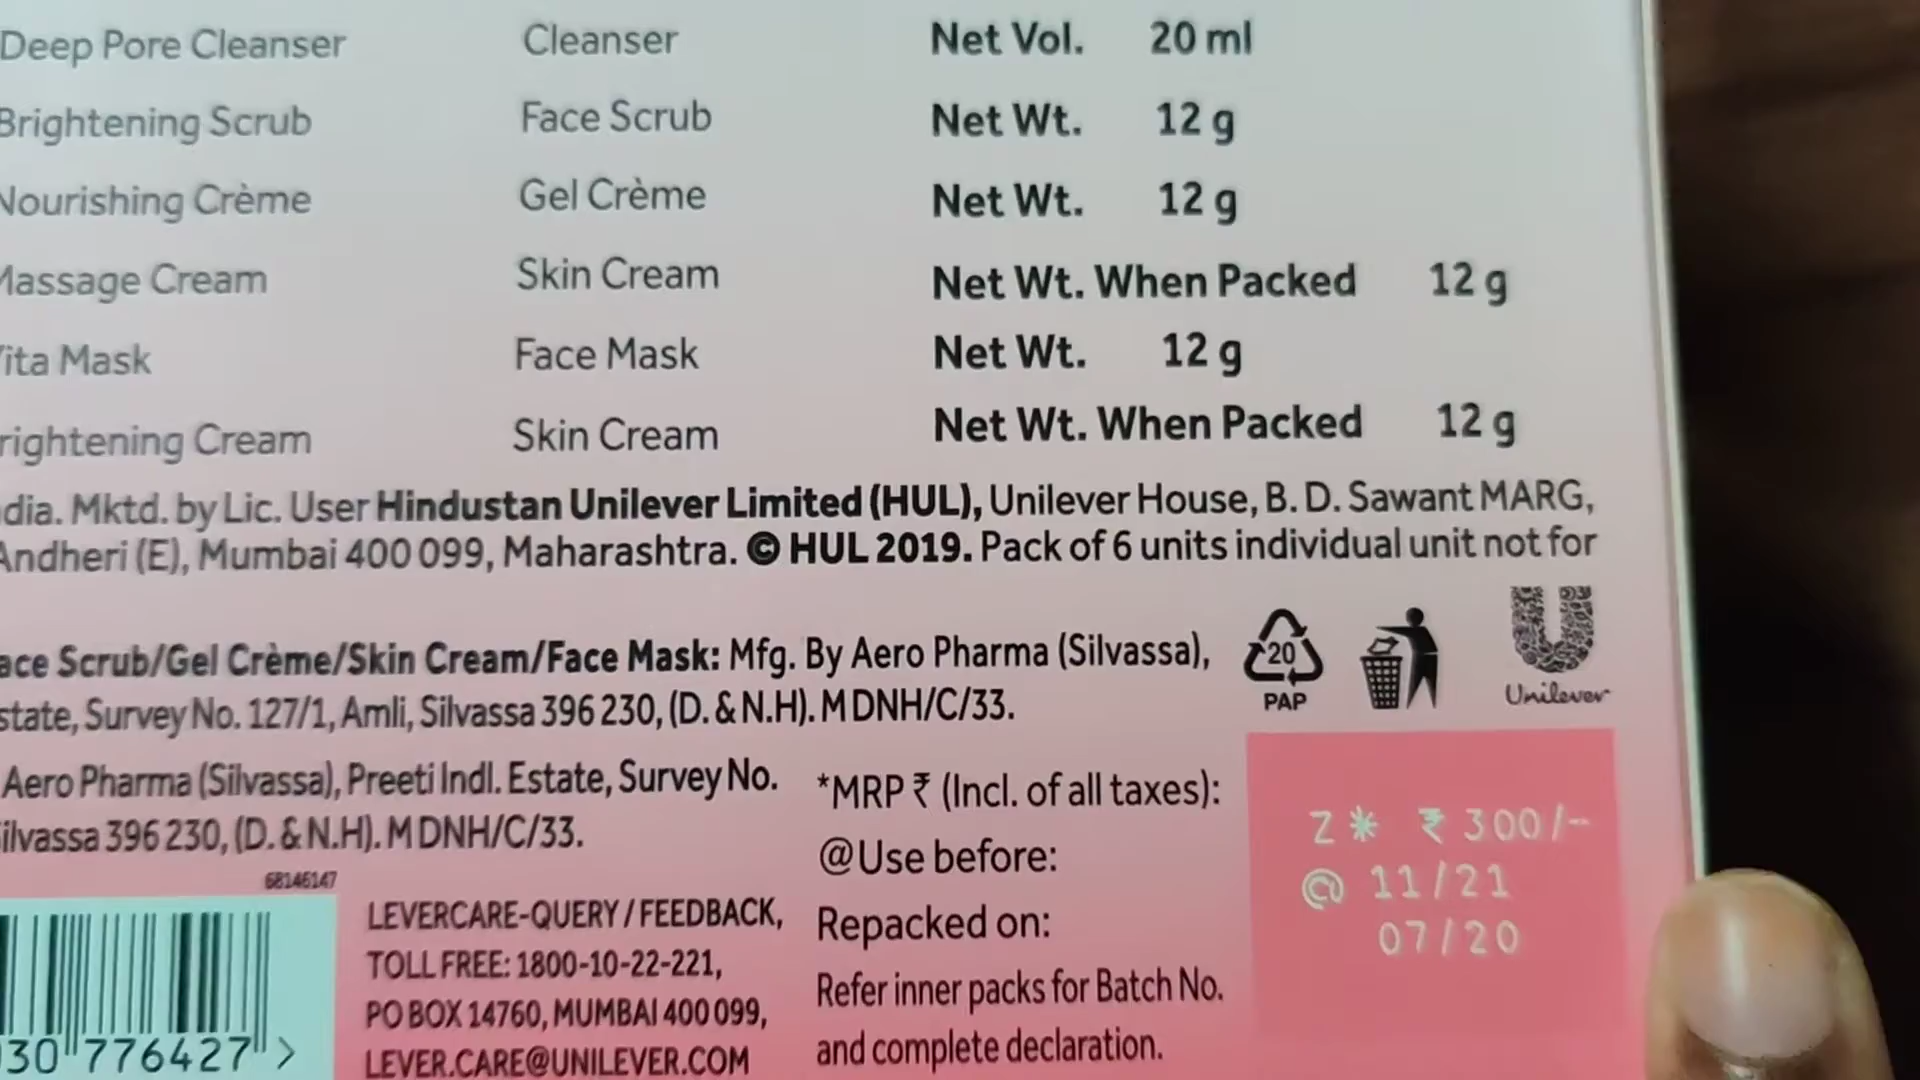 Deep Pore Cleanser Cleanser Net Vol. 20 ml
Brightening Scrub Face Scrub Net Wt. 12 g
Nourishing Crème Gel Crème Net Wt. 12 g
Massage Cream Skin Cream Net Wt. When Packed 12 g
Vita Mask Face Mask Net Wt. 12 g
rightening Cream Skin Cream Net Wt. When Packed 12 g
dia. Mktd. by Lic. User Hindustan Unilever Limited (HUL), Unilever House, B. D. Sawant MARG,
Andheri (E), Mumbai 400 099, Maharashtra. © HUL 2019. Pack of 6 units individual unit not for
ace Scrub/Gel Crème/Skin Cream/Face Mask: Mfg. By Aero Pharma (Silvassa),
state, Survey No. 127/1, Amli, Silvassa 396 230, (D. & N.H). M DNH/C/33.
20
PAP
Unilever
Aero Pharma (Silvassa), Preeti Indl. Estate, Survey No.
ilvassa 396 230, (D. & N.H). M DNH/C/33.
68146147
30 776427 >
LEVERCARE-QUERY / FEEDBACK,
TOLL FREE: 1800-10-22-221,
PO BOX 14760, MUMBAI 400 099,
LEVER.CARE@UNILEVER.COM
*MRP ₹ (Incl. of all taxes):
@Use before:
Repacked on:
Refer inner packs for Batch No.
and complete declaration.
Z * ₹ 300/-
@ 11/21
07/20